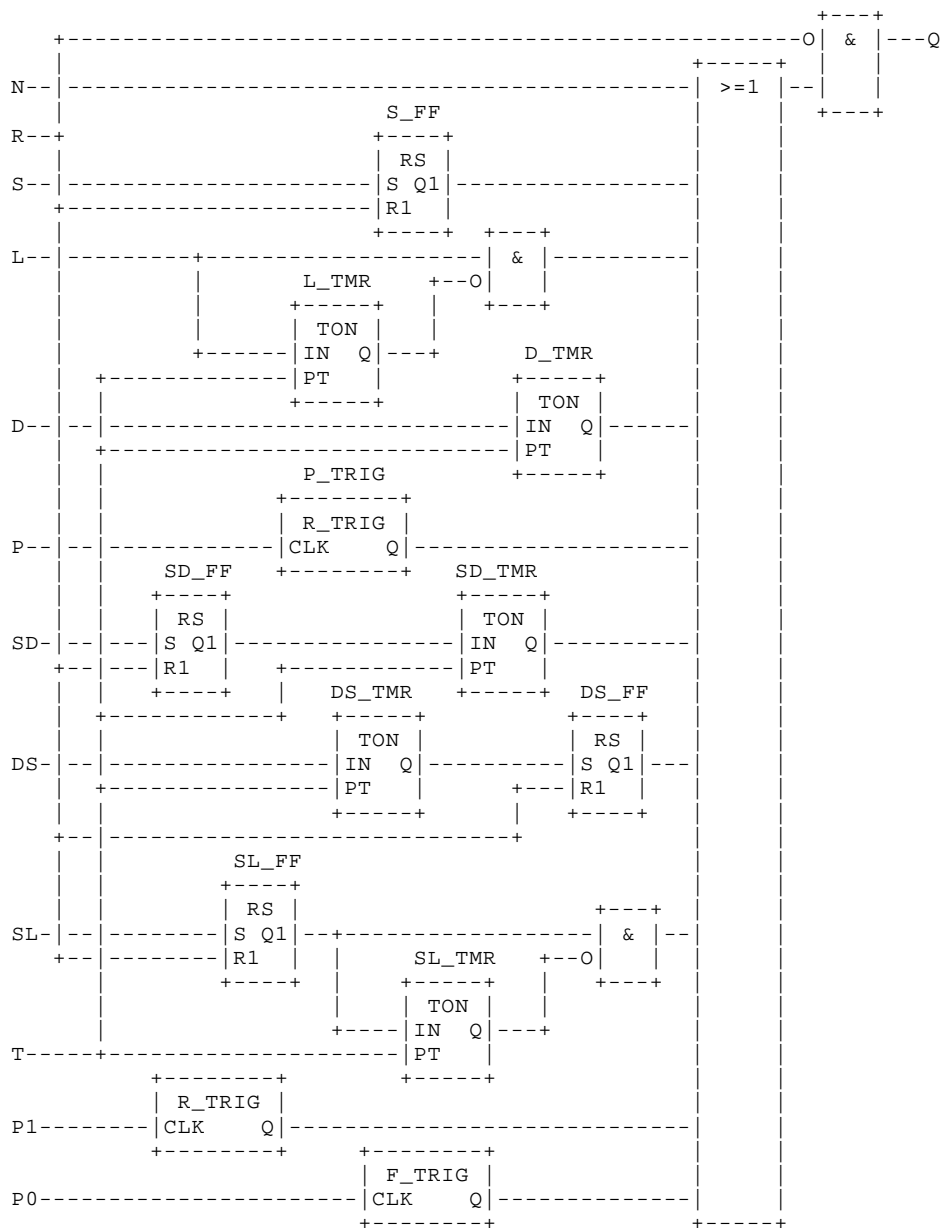 & Q
N >=1
S_FF
R
RS
S S Q1
R1
L &
L_TMR
TON
IN Q D_TMR
PT
TON
D IN Q
PT
P_TRIG
R_TRIG
P CLK Q
SD_FF SD_TMR
RS TON
SD S Q1 IN Q
R1 PT
DS_TMR DS_FF
TON RS
DS IN Q S Q1
PT R1
SL_FF
RS
SL S Q1 &
R1 SL_TMR
TON
IN Q
T PT
R_TRIG
P1 CLK Q
F_TRIG
P0 CLK Q